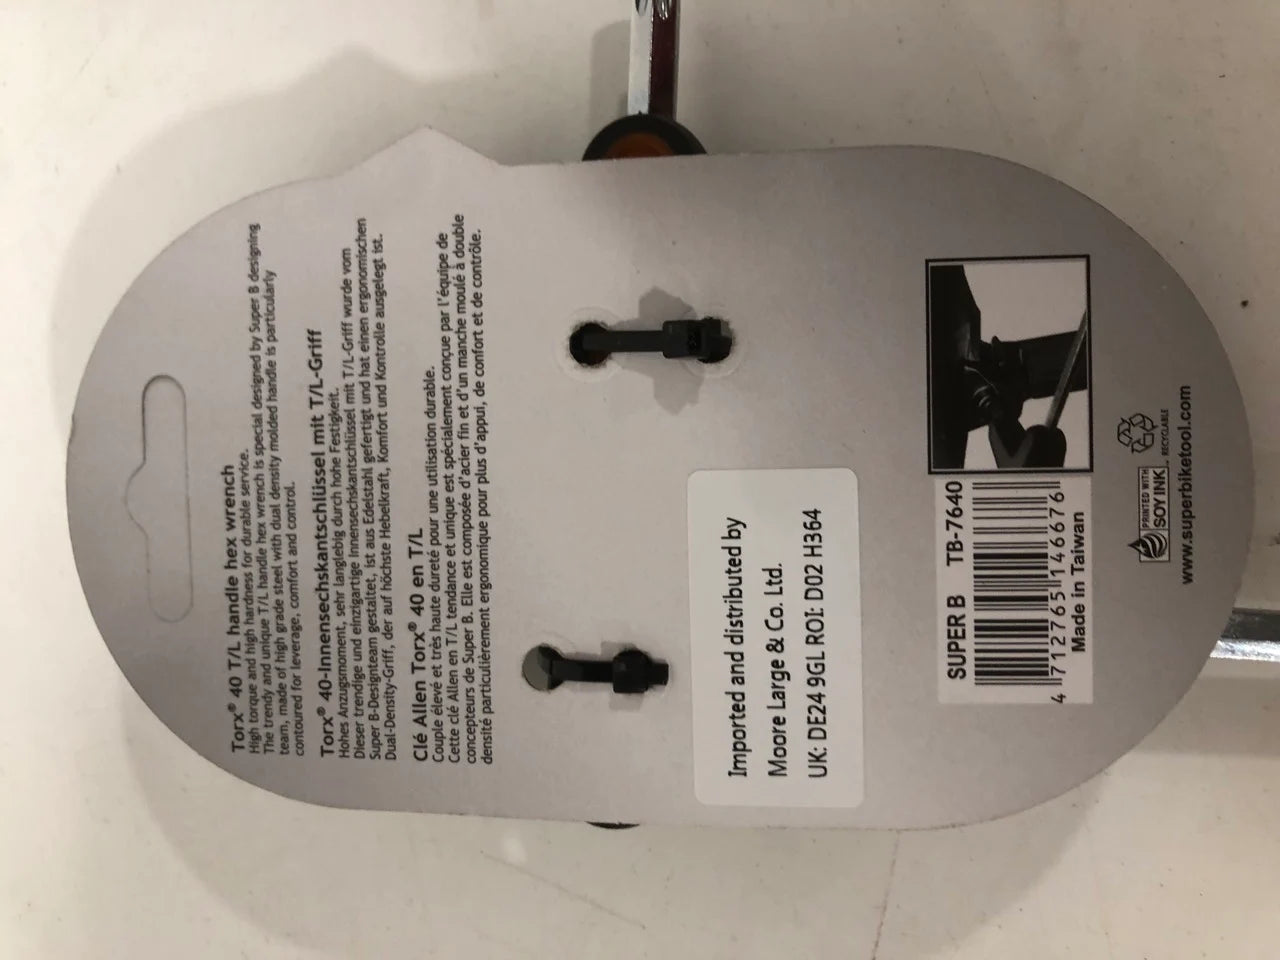 Torx® 40 T/L handle hex wrench
High torque and high hardness for durable service.
The trendy and unique T/L handle hex wrench is special designed by Super B designing
team, made of high grade steel with dual density molded handle is particularly
contoured for leverage, comfort and control.
Torx® 40-Innensechskantschlüssel mit T/L-Griff
Hohes Anzugsmoment, sehr langlebig durch hohe Festigkeit.
Dieser trendige und einzigartige Innensechskantschlüssel mit T/L-Griff wurde vom
Super B-Designteam gestaltet, ist aus Edelstahl gefertigt und hat einen ergonomischen
Dual-Density-Griff, der auf höchste Hebelkraft, Komfort und Kontrolle ausgelegt ist.
Clé Allen Torx® 40 en T/L
Couple élevé et très haute dureté pour une utilisation durable.
Cette clé Allen en T/L tendance et unique est spécialement conçue par l'équipe de
concepteurs de Super B. Elle est composée d'acier fin et d'un manche moulé à double
densité particulièrement ergonomique pour plus d'appui, de confort et de contrôle.
Imported and distributed by
Moore Large & Co. Ltd.
UK: DE24 9GL ROI: D02 H364
SUPER B TB-7640
4 712765 146676
Made in Taiwan
PRINTED WITH
SOY INK
RECYCLABLE
www.superbiketool.com